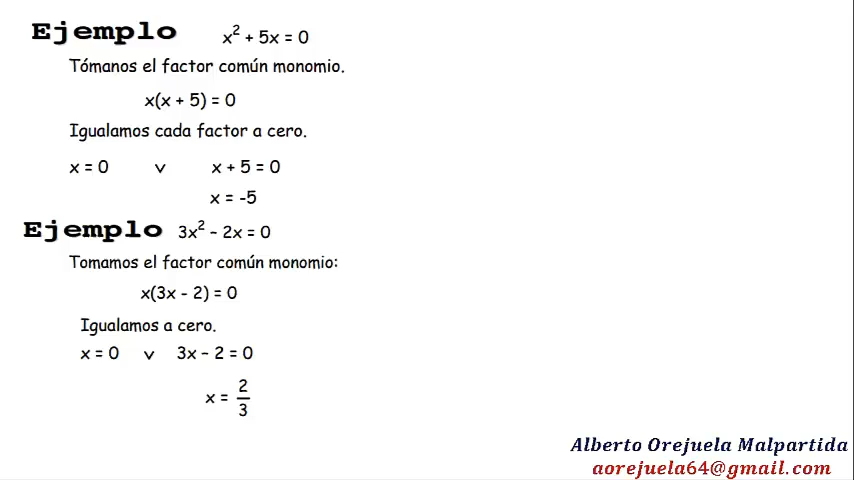 Ejemplo x² + 5x = 0
Tómanos el factor común monomio.
x(x + 5) = 0
Igualamos cada factor a cero.
x = 0 v x + 5 = 0
x = -5
Ejemplo 3x² – 2x = 0
Tomamos el factor común monomio:
x(3x - 2) = 0
Igualamos a cero.
x = 0 v 3x – 2 = 0
x = 2/3
Alberto Orejuela Malpartida
aorejuela64@gmail.com